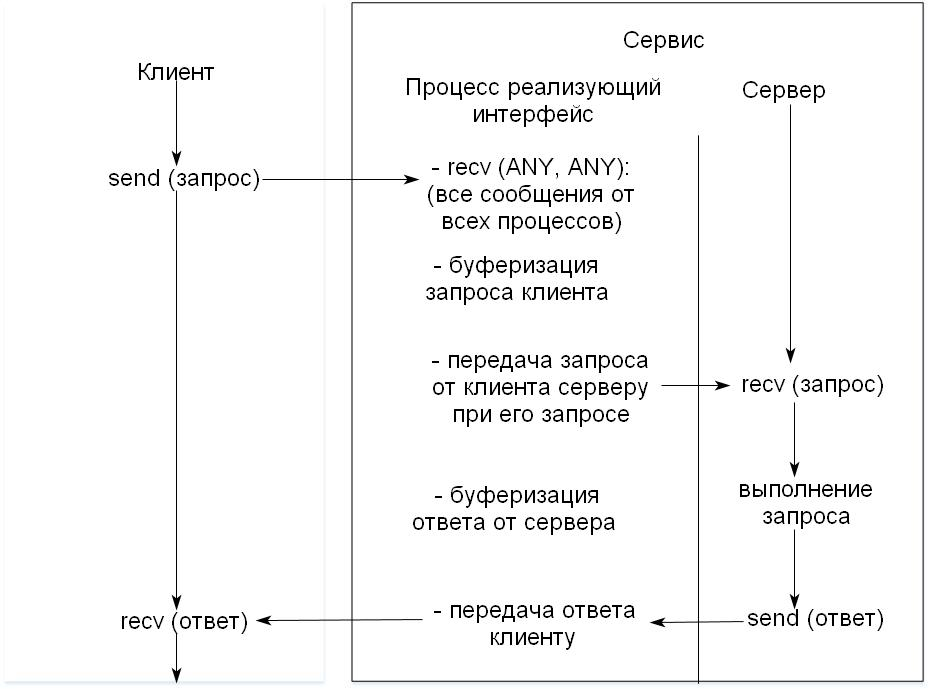 Клиент
send (запрос)
recv (ответ)
Сервис
Процесс реализующий
интерфейс
- recv (ANY, ANY):
(все сообщения от
всех процессов)
- буферизация
запроса клиента
- передача запроса
от клиента серверу
при его запросе
- буферизация
ответа от сервера
- передача ответа
клиенту
Сервер
recv (запрос)
выполнение
запроса
send (ответ)